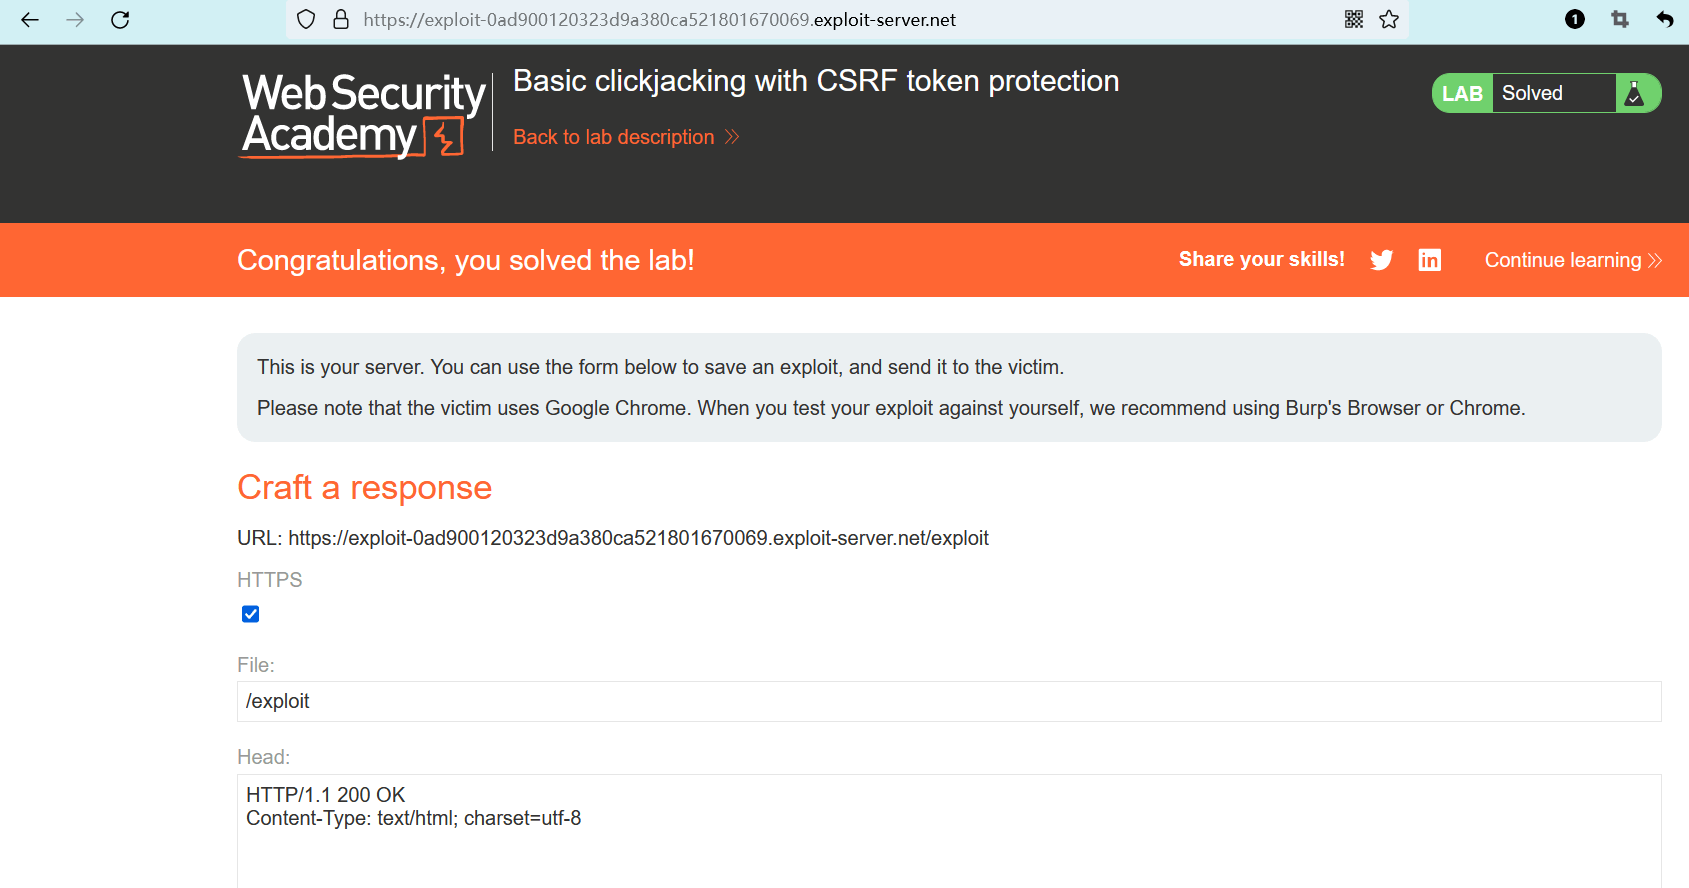 https://exploit-0ad900120323d9a380ca521801670069.exploit-server.net
1
Web Security
Academy
Basic clickjacking with CSRF token protection
Back to lab description
LAB Solved
Congratulations, you solved the lab!
Share your skills!
in
Continue learning
This is your server. You can use the form below to save an exploit, and send it to the victim.
Please note that the victim uses Google Chrome. When you test your exploit against yourself, we recommend using Burp's Browser or Chrome.
Craft a response
URL: https://exploit-0ad900120323d9a380ca521801670069.exploit-server.net/exploit
HTTPS
File:
/exploit
Head:
HTTP/1.1 200 OK
Content-Type: text/html; charset=utf-8